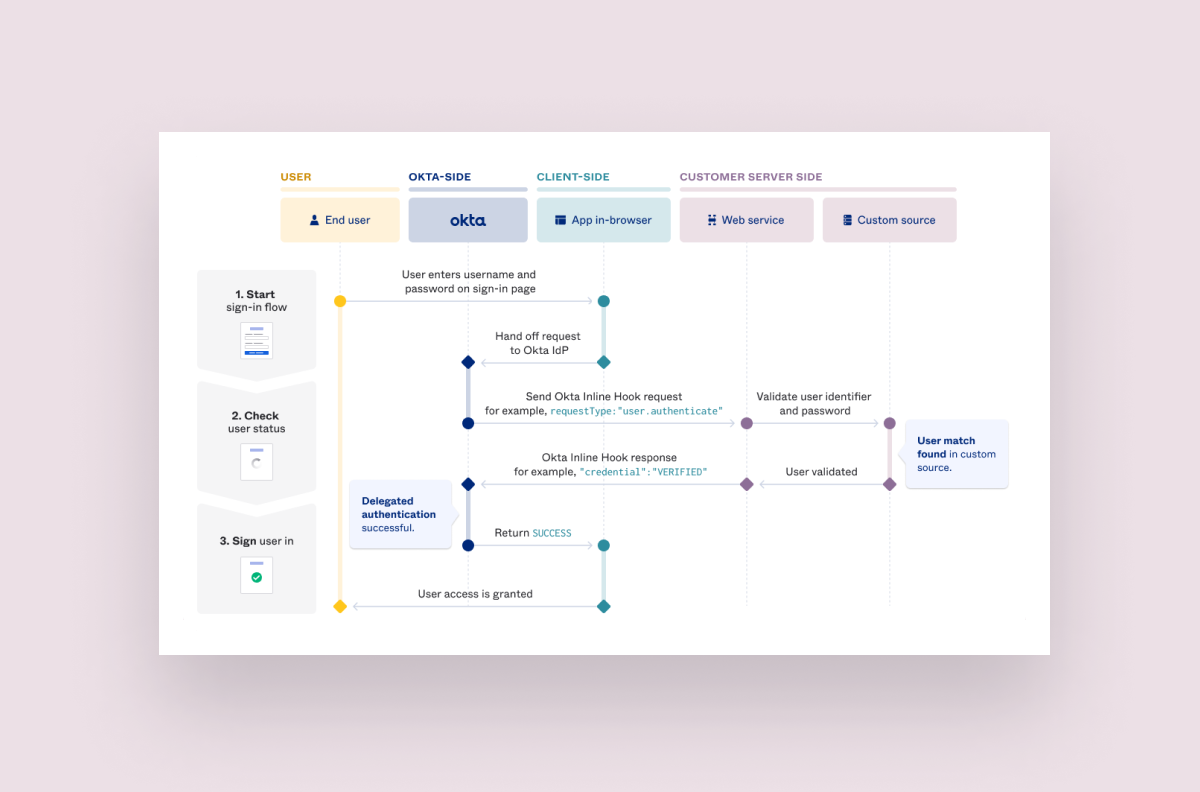 USER
OKTA-SIDE
CLIENT-SIDE
CUSTOMER SERVER SIDE
End user
okta
App in-browser
Web service
Custom source
1. Start
sign-in flow
User enters username and
password on sign-in page
Hand off request
to Okta IdP
2. Check
user status
Send Okta Inline Hook request
for example, requestType:"user.authenticate"
Validate user identifier
and password
User match
found in custom
source.
Okta Inline Hook response
for example, "credential":"VERIFIED"
User validated
Delegated
authentication
successful.
3. Sign user in
Return SUCCESS
User access is granted